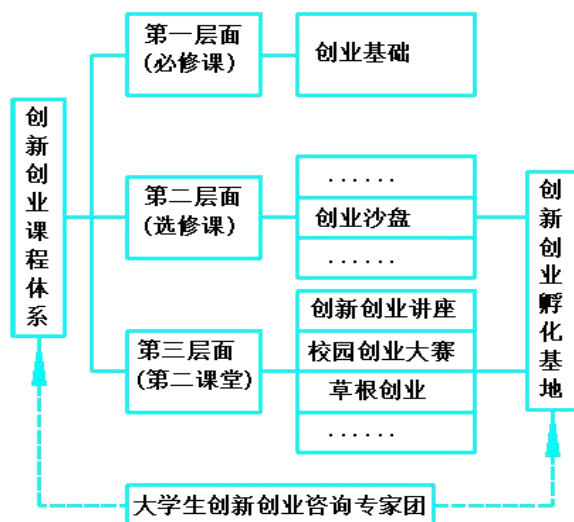 创新创业课程体系
第一层面
(必修课)
创业基础
第二层面
(选修课)
······
创业沙盘
······
第三层面
(第二课堂)
创新创业讲座
校园创业大赛
草根创业
······
创新创业孵化基地
大学生创新创业咨询专家团